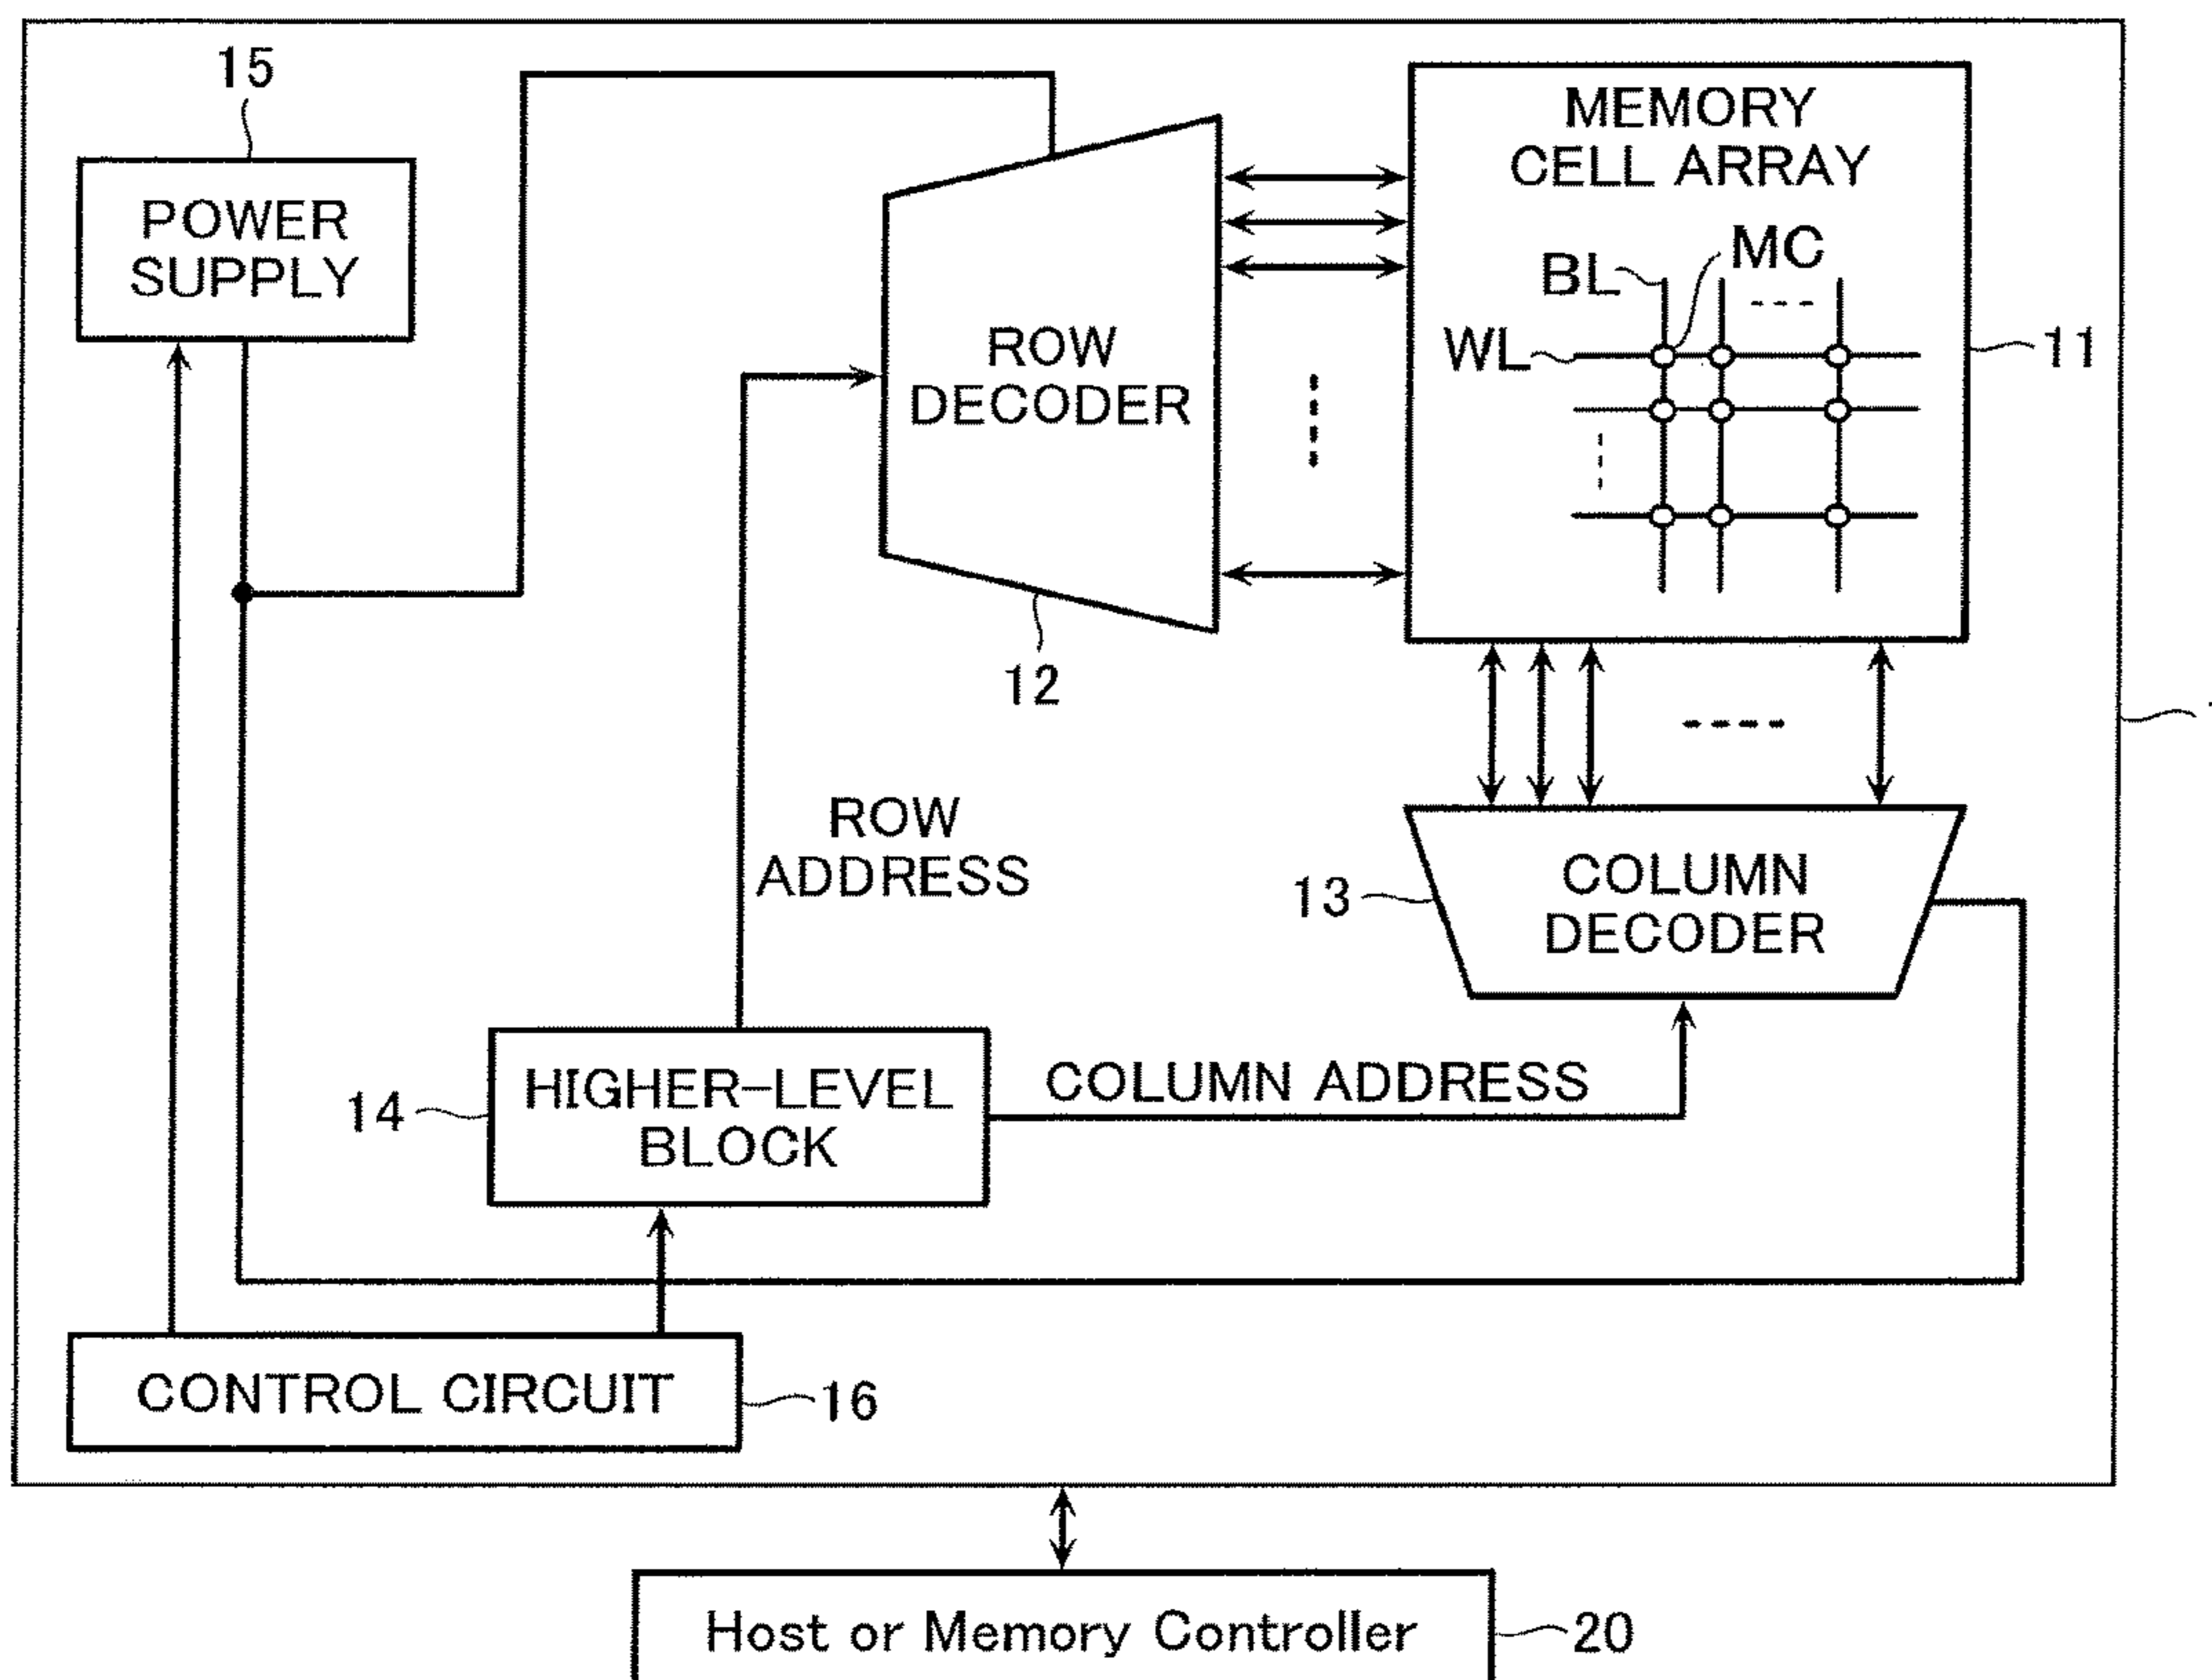 15
POWER
SUPPLY
ROW
DECODER
12
MEMORY
CELL ARRAY
BL
MC
WL
11
ROW
ADDRESS
13
COLUMN
DECODER
14
HIGHER-LEVEL
BLOCK
COLUMN ADDRESS
CONTROL CIRCUIT
16
Host or Memory Controller
20